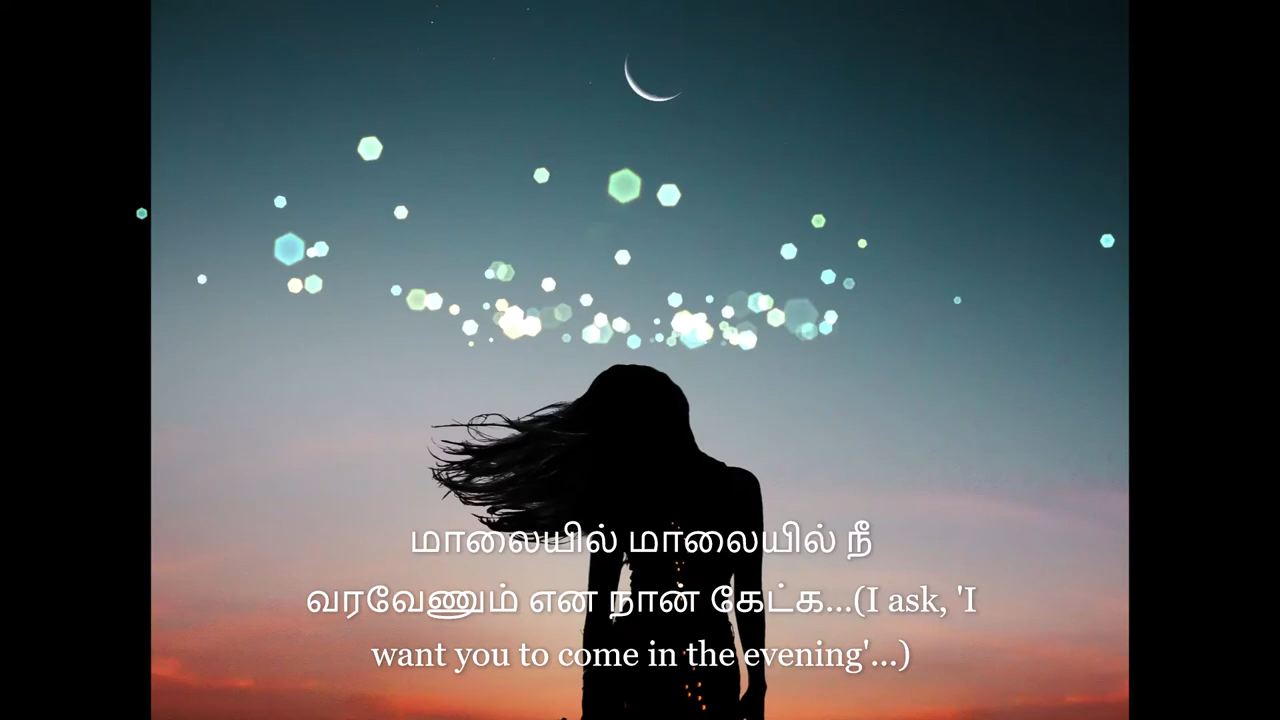 மாலையில் மாலையில் நீ
வரவேணும் என நான் கேட்க...(I ask, 'I
want you to come in the evening'...)